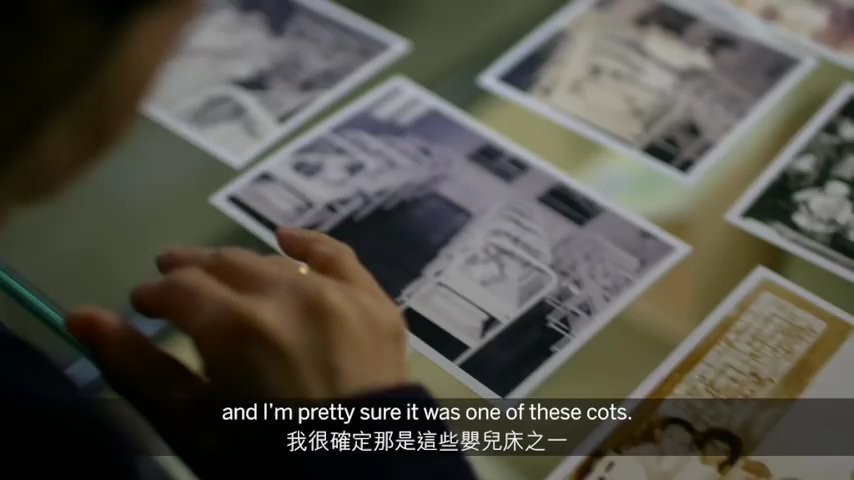 and I'm pretty sure it was one of these cots.
我很確定那是這些嬰兒床之一